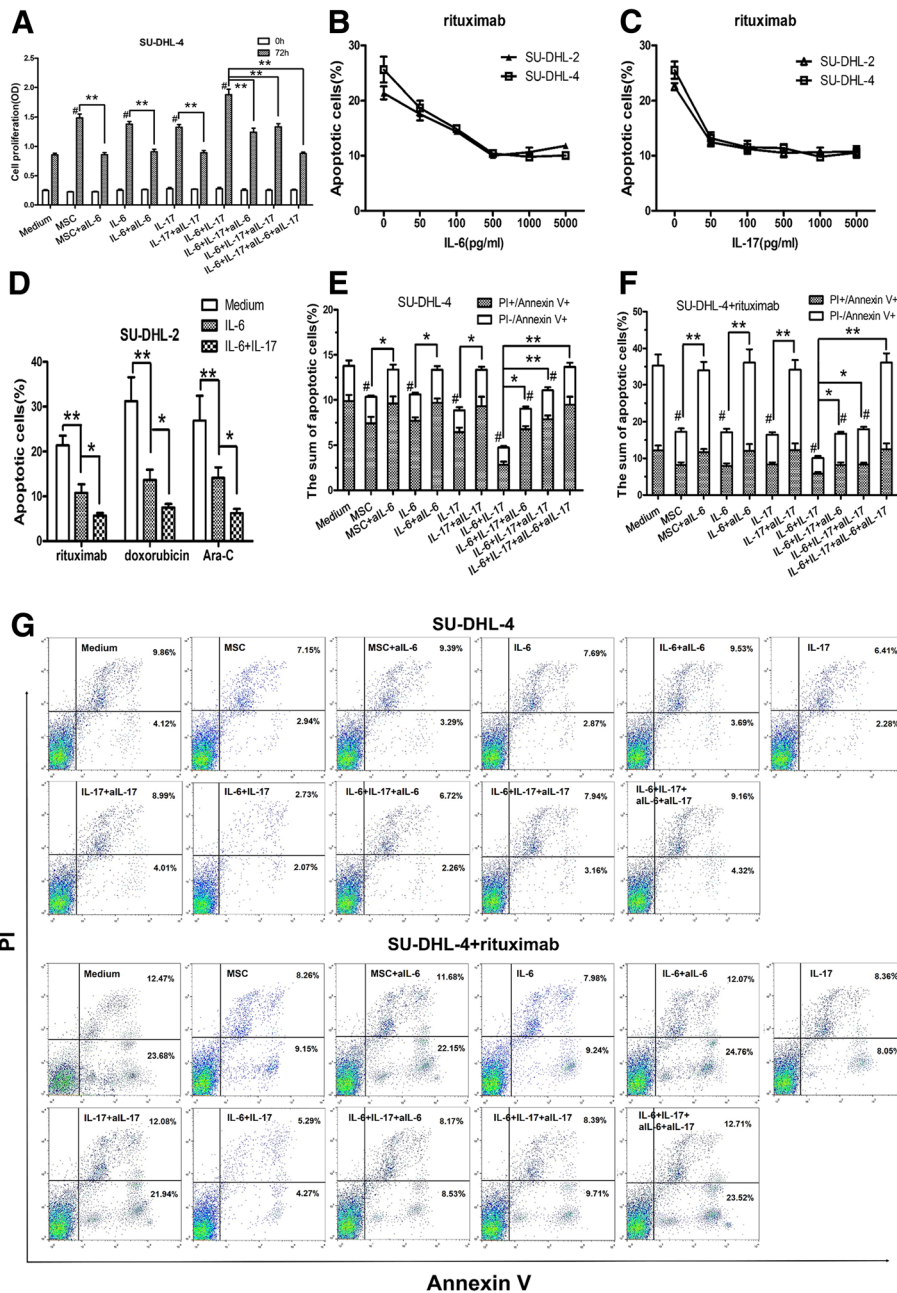 A
SU-DHL-4
0h
72h
Cell proliferation(OD)
2.5
2.0
1.5
1.0
0.5
0.0
# ** # ** # ** # ** ** **
Medium
MSC
MSC+aIL-6
IL-6
IL-6+aIL-6
IL-17
IL-17+aIL-17
IL-6+IL-17
IL-6+IL-17+aIL-6
IL-6+IL-17+aIL-17
IL-6+IL-17+aIL-6+aIL-17
B
rituximab
SU-DHL-2
SU-DHL-4
Apoptotic cells(%)
30
20
10
0
0 50 100 500 1000 5000
IL-6(pg/ml)
C
rituximab
SU-DHL-2
SU-DHL-4
Apoptotic cells(%)
30
20
10
0
0 50 100 500 1000 5000
IL-17(pg/ml)
D
Medium
IL-6
IL-6+IL-17
SU-DHL-2
Apoptotic cells(%)
40
30
20
10
0
** * ** * ** *
rituximab doxorubicin Ara-C
E
SU-DHL-4
PI+/Annexin V+
PI-/Annexin V+
The sum of apoptotic cells(%)
20
15
10
5
0
# * # * # * # * # ** # **
Medium
MSC
MSC+aIL-6
IL-6
IL-6+aIL-6
IL-17
IL-17+aIL-17
IL-6+IL-17
IL-6+IL-17+aIL-6
IL-6+IL-17+aIL-17
IL-6+IL-17+aIL-6+aIL-17
F
SU-DHL-4+rituximab
PI+/Annexin V+
PI-/Annexin V+
The sum of apoptotic cells(%)
60
50
40
30
20
10
0
# ** # ** # ** # * # * # **
Medium
MSC
MSC+aIL-6
IL-6
IL-6+aIL-6
IL-17
IL-17+aIL-17
IL-6+IL-17
IL-6+IL-17+aIL-6
IL-6+IL-17+aIL-17
IL-6+IL-17+aIL-6+aIL-17
G
SU-DHL-4
Medium 9.86% MSC 7.15% MSC+aIL-6 9.39% IL-6 7.69% IL-6+aIL-6 9.53% IL-17 6.41%
4.12% 2.94% 3.29% 2.87% 3.69% 2.28%
IL-17+aIL-17 8.99% IL-6+IL-17 2.73% IL-6+IL-17+aIL-6 6.72% IL-6+IL-17+aIL-17 7.94% IL-6+IL-17+
aIL-6+aIL-17 9.16%
4.01% 2.07% 2.26% 3.16% 4.32%
SU-DHL-4+rituximab
PI
Medium 12.47% MSC 8.26% MSC+aIL-6 11.68% IL-6 7.98% IL-6+aIL-6 12.07% IL-17 8.36%
23.68% 9.15% 22.15% 9.24% 24.76% 8.05%
IL-17+aIL-17 12.08% IL-6+IL-17 5.29% IL-6+IL-17+aIL-6 8.17% IL-6+IL-17+aIL-17 8.39% IL-6+IL-17+
aIL-6+aIL-17 12.71%
21.94% 4.27% 8.53% 9.71% 23.52%
Annexin V